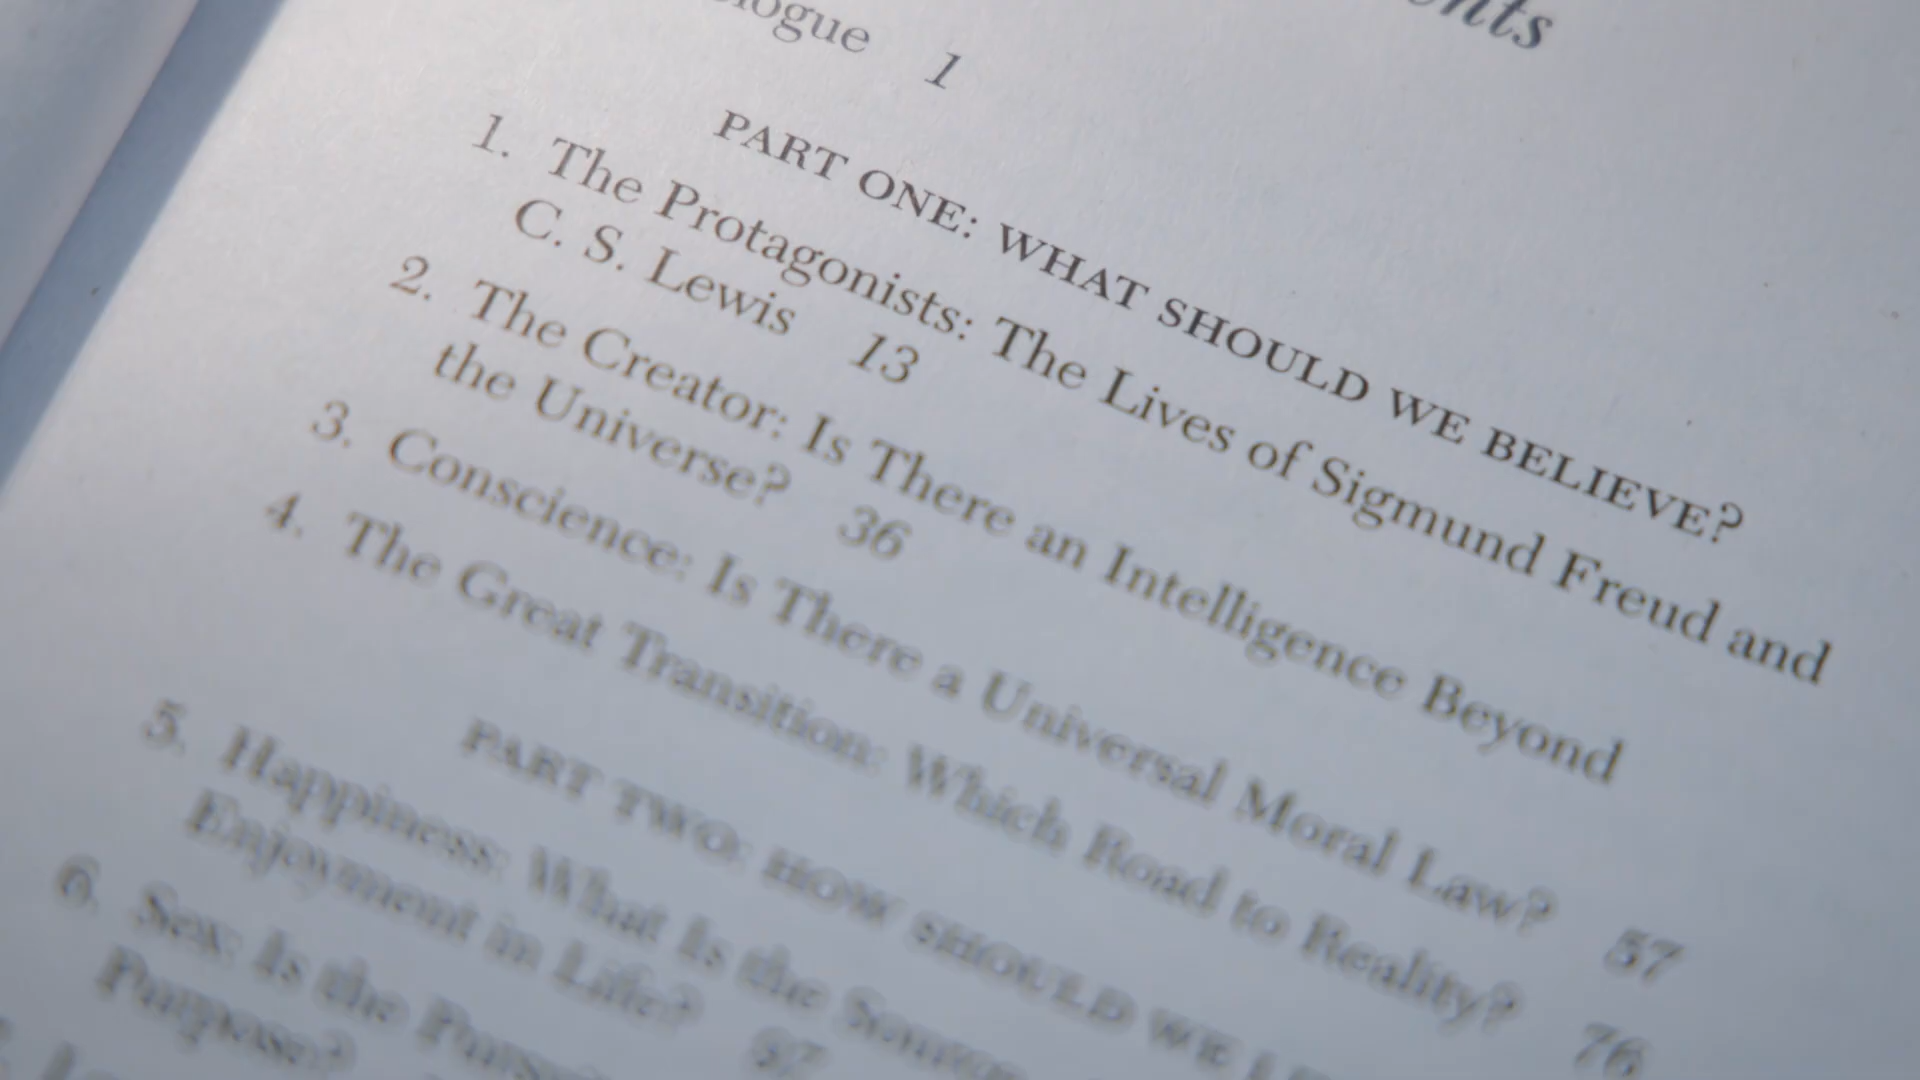 1
PART ONE: WHAT SHOULD WE BELIEVE?
1. The Protagonists: The Lives of Sigmund Freud and
C. S. Lewis 13
2. The Creator: Is There an Intelligence Beyond
the Universe? 36
3. Conscience: Is There a Universal Moral Law? 57
4. The Great Transition: Which Road to Reality? 76
PART TWO: HOW SHOULD WE
5. Happiness: What Is the
Enjoyment in Life? 97
6. Sex: Is the
Purpose?